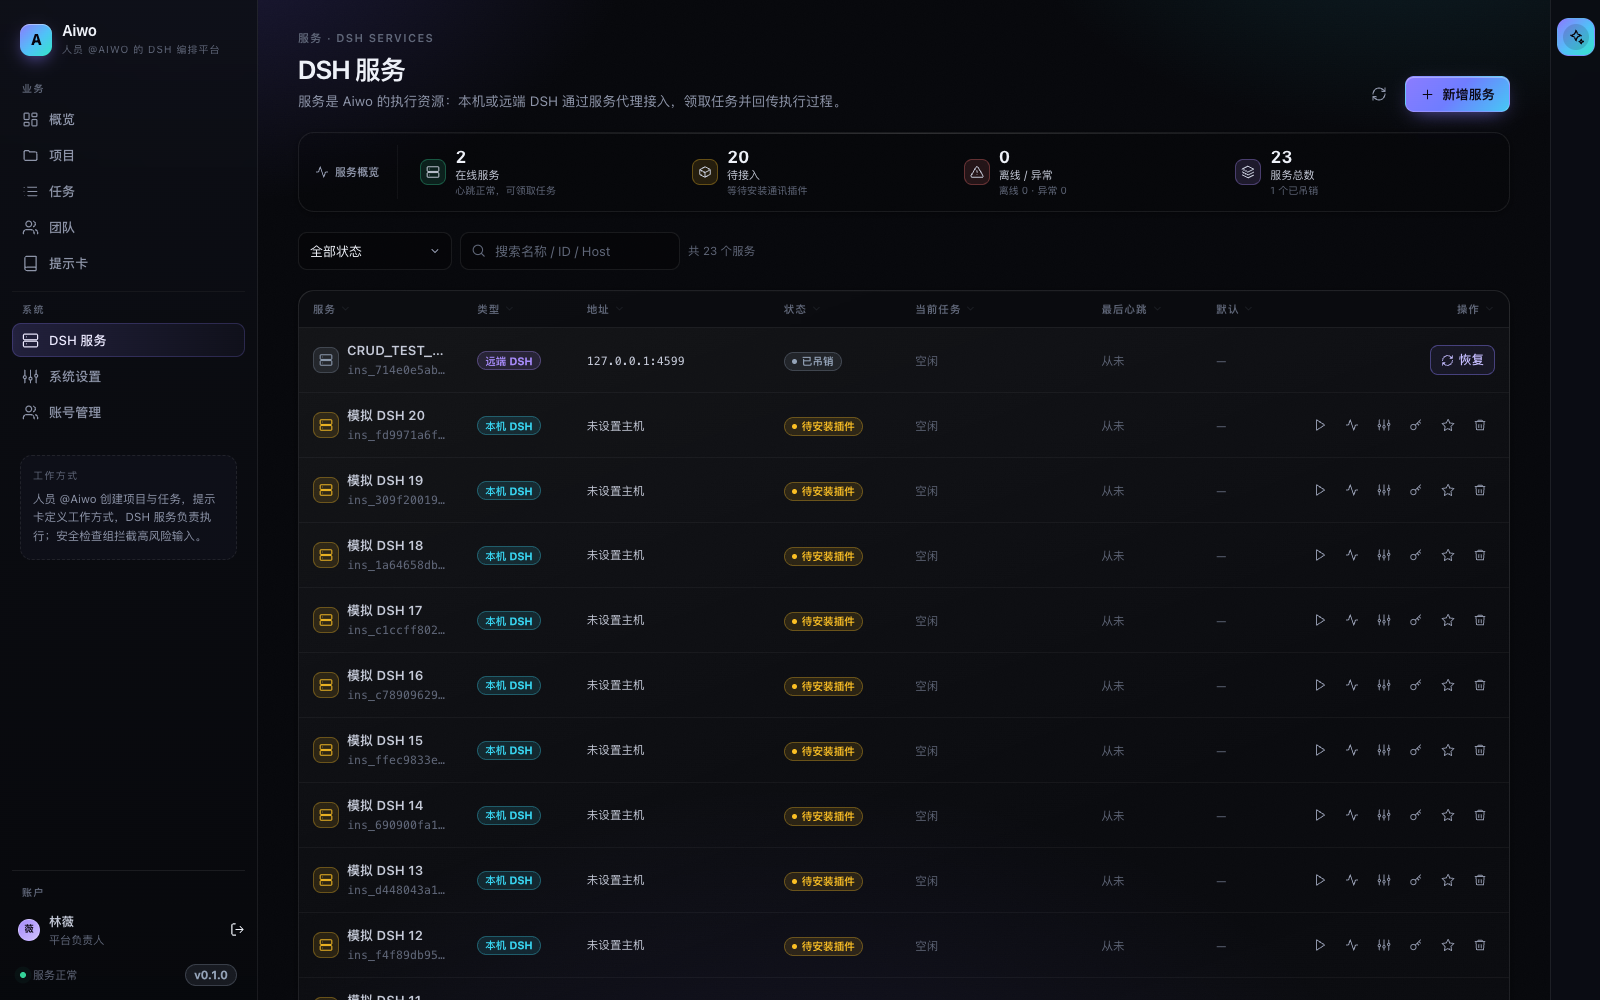 A
Aiwo
人员 @AIWO 的 DSH 编排平台
业务
概览
项目
任务
团队
提示卡
系统
DSH 服务
系统设置
账号管理
工作方式
人员 @Aiwo 创建项目与任务，提示
卡定义工作方式，DSH 服务负责执
行；安全检查组拦截高风险输入。
账户
薇
林薇
平台负责人
服务正常
v0.1.0
服务 · DSH SERVICES
DSH 服务
服务是 Aiwo 的执行资源：本机或远端 DSH 通过服务代理接入，领取任务并回传执行过程。
新增服务
服务概览
2
在线服务
心跳正常，可领取任务
20
待接入
等待安装通讯插件
0
离线 / 异常
离线 0 · 异常 0
23
服务总数
1 个已吊销
全部状态
搜索名称 / ID / Host
共 23 个服务
服务 类型 地址 状态 当前任务 最后心跳 默认 操作
CRUD_TEST_...
ins_714e0e5ab…
远端 DSH 127.0.0.1:4599 已吊销 空闲 从未 — 恢复
模拟 DSH 20
ins_fd9971a6f…
本机 DSH 未设置主机 待安装插件 空闲 从未 —
模拟 DSH 19
ins_309f20019…
本机 DSH 未设置主机 待安装插件 空闲 从未 —
模拟 DSH 18
ins_1a64658db…
本机 DSH 未设置主机 待安装插件 空闲 从未 —
模拟 DSH 17
ins_c1ccff802…
本机 DSH 未设置主机 待安装插件 空闲 从未 —
模拟 DSH 16
ins_c78909629…
本机 DSH 未设置主机 待安装插件 空闲 从未 —
模拟 DSH 15
ins_ffec9833e…
本机 DSH 未设置主机 待安装插件 空闲 从未 —
模拟 DSH 14
ins_690900fa1…
本机 DSH 未设置主机 待安装插件 空闲 从未 —
模拟 DSH 13
ins_d448043a1…
本机 DSH 未设置主机 待安装插件 空闲 从未 —
模拟 DSH 12
ins_f4f89db95…
本机 DSH 未设置主机 待安装插件 空闲 从未 —
模拟 DSH 11